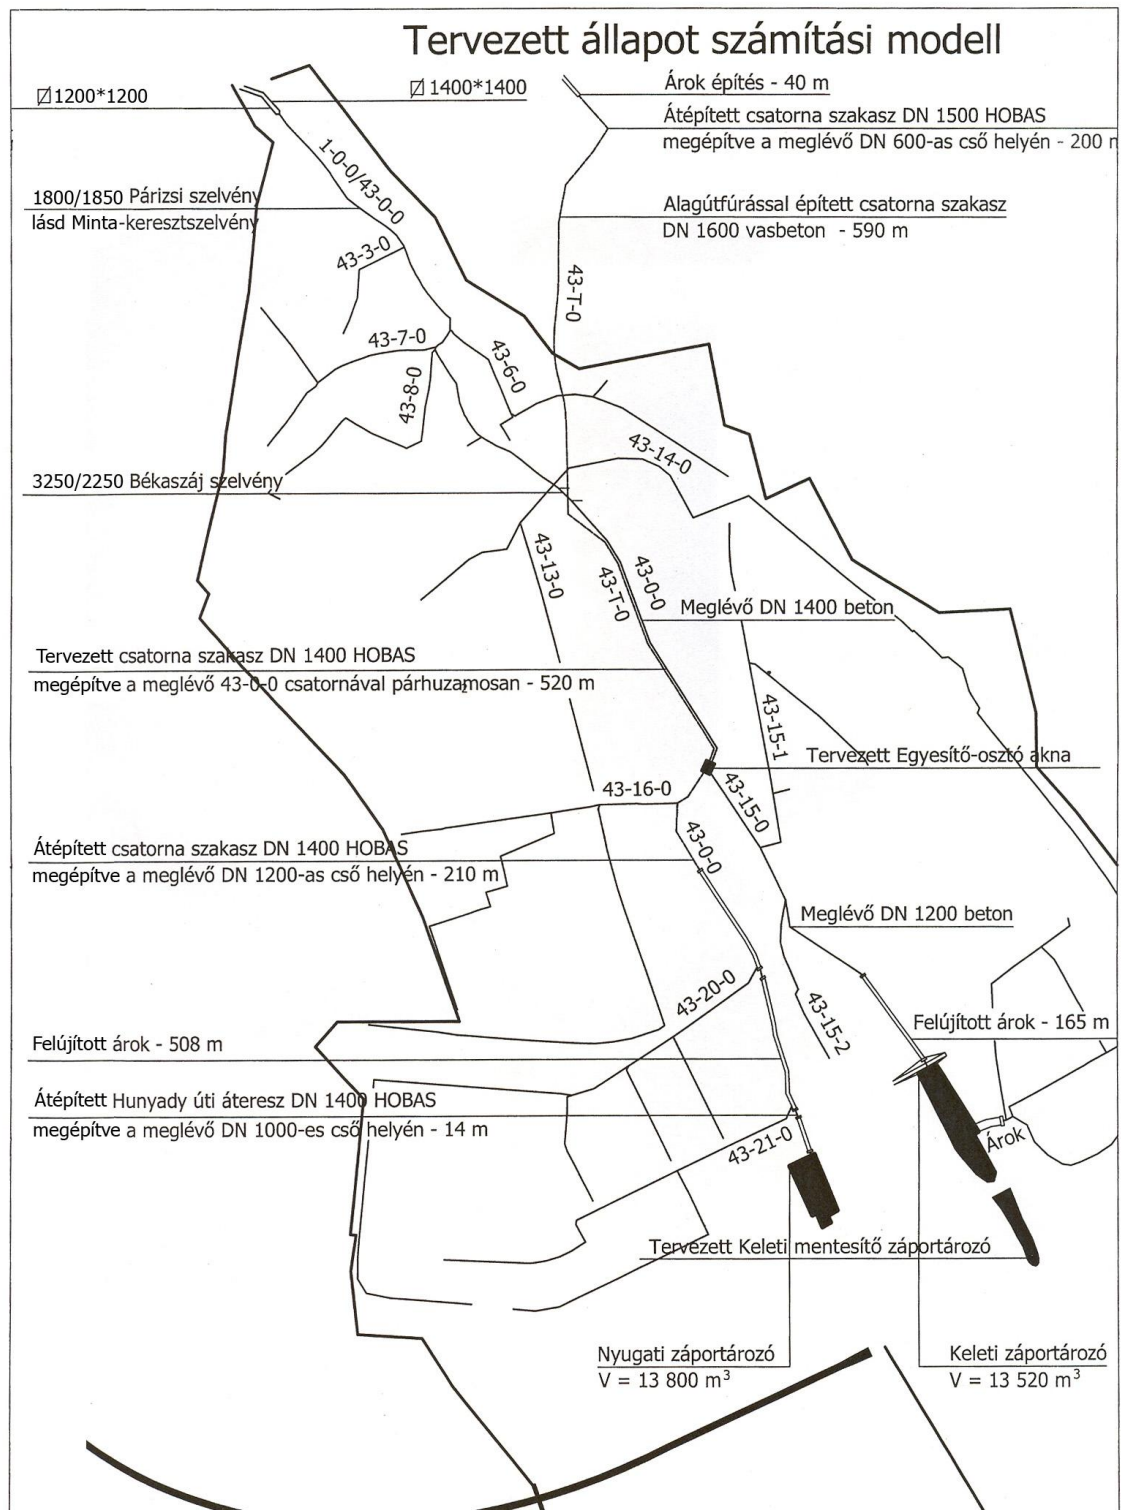 Tervezett állapot számítási modell
⍁1200*1200
⍁ 1400*1400
Árok építés - 40 m
Átépített csatorna szakasz DN 1500 HOBAS
megépítve a meglévő DN 600-as cső helyén - 200 m
1-0-0/43-0-0
1800/1850 Párizsi szelvény
lásd Minta-keresztszelvény
Alagútfúrással épített csatorna szakasz
DN 1600 vasbeton - 590 m
43-3-0
43-T-0
43-7-0
43-6-0
43-8-0
43-14-0
3250/2250 Békaszáj szelvény
43-13-0
43-T-0
43-0-0
Meglévő DN 1400 beton
Tervezett csatorna szakasz DN 1400 HOBAS
megépítve a meglévő 43-0-0 csatornával párhuzamosan - 520 m
43-15-1
Tervezett Egyesítő-osztó akna
43-16-0
43-15-0
43-0-0
Átépített csatorna szakasz DN 1400 HOBAS
megépítve a meglévő DN 1200-as cső helyén - 210 m
Meglévő DN 1200 beton
43-20-0
43-15-2
Felújított árok - 165 m
Felújított árok - 508 m
Átépített Hunyady úti áteresz DN 1400 HOBAS
megépítve a meglévő DN 1000-es cső helyén - 14 m
43-21-0
Árok
Tervezett Keleti mentesítő záportározó
Nyugati záportározó
V = 13 800 m³
Keleti záportározó
V = 13 520 m³